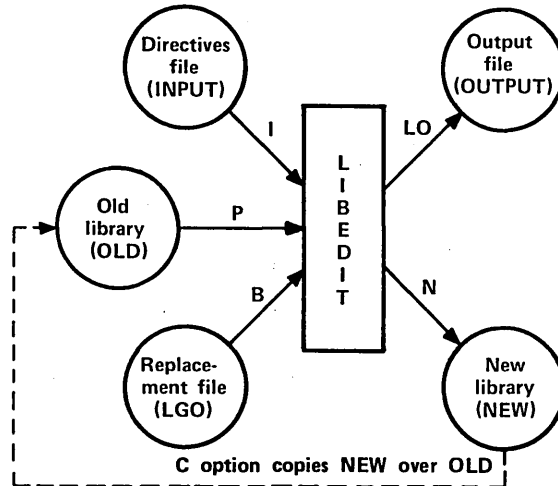 Directives
file
(INPUT)
Output
file
(OUTPUT)
I
LO
LIBEDIT
Old
library
(OLD)
P
B
N
Replace-
ment file
(LGO)
New
library
(NEW)
C option copies NEW over OLD